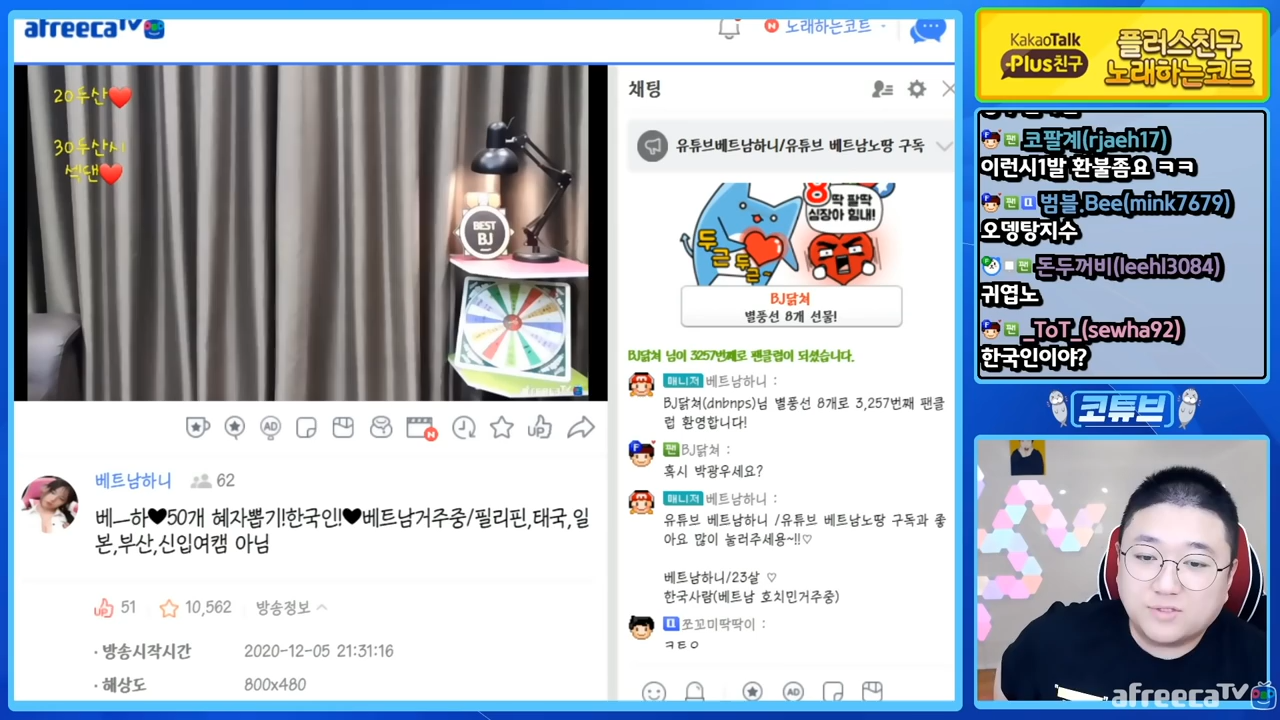 afreecaTV
노래하는코트
20두산❤️
30두산시
섹댄❤️
BEST
BJ
채팅
유튜브베트남하니/유튜브 베트남노땅 구독
8
딱 팔딱
심장아 힘내!
두근두근~
BJ닭쳐
별풍선 8개 선물!
BJ닭쳐 님이 3257번째로 팬클럽이 되셨습니다.
매니저 베트남하니 :
BJ닭쳐(dnbnps)님 별풍선 8개로 3,257번째 팬클
럽 환영합니다!
팬 BJ닭쳐 :
혹시 박광우세요?
매니저 베트남하니 :
유튜브 베트남하니 /유튜브 베트남노땅 구독과 좋
아요 많이 눌러주세용~!!♡
베트남하니/23살 ♡
한국사람(베트남 호치민거주중)
쪼꼬미딱딱이 :
ㅋㅌㅇ
베트남하니 62
베—하♥50개 혜자뽑기!한국인!♥베트남거주중/필리핀,태국,일
본,부산,신입여캠 아님
UP 51 10,562 방송정보
· 방송시작시간 2020-12-05 21:31:16
· 해상도 800x480
KakaoTalk
Plus친구
플러스친구
노래하는코트
팬 코팔계(rjaeh17)
이런시1발 환불좀요 ㅋㅋ
팬 범블.Bee(mink7679)
오뎅탕지수
팬 돈두꺼비(leehl3084)
귀엽노
팬 _ToT_(sewha92)
한국인이야?
코튜브
afreecaTV